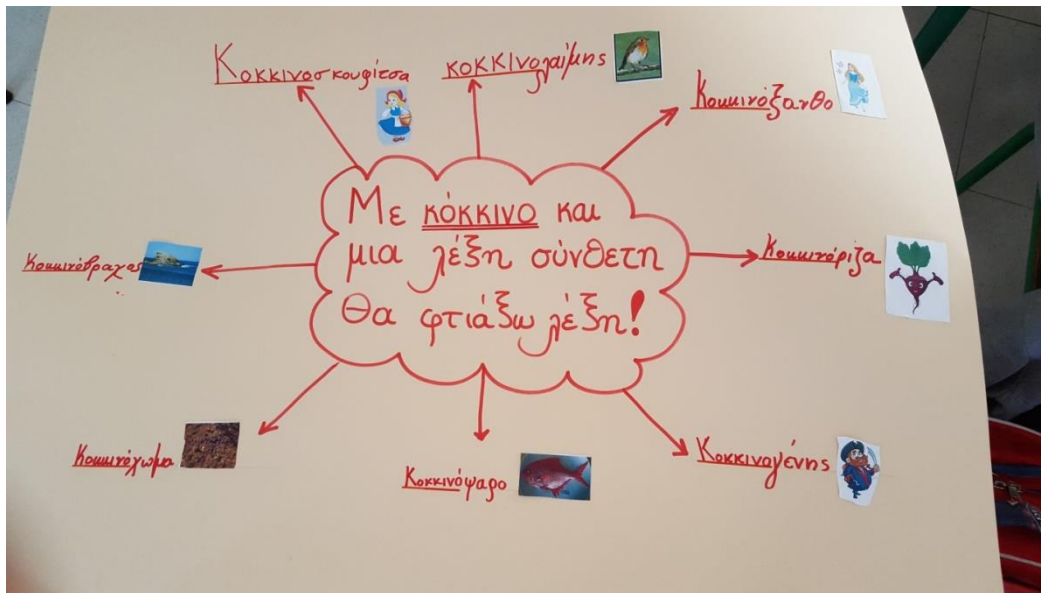 Κοκκινοσκουφίτσα
κοκκινολαίμης
Κοκκινόξανθο
Με κόκκινο και
μια λέξη σύνθετη
Θα φτιάξω λέξη!
Κοκκινόβραχος
Κοκκινόριζα
Κοκκινόχωμα
Κοκκινόψαρο
Κοκκινογένης